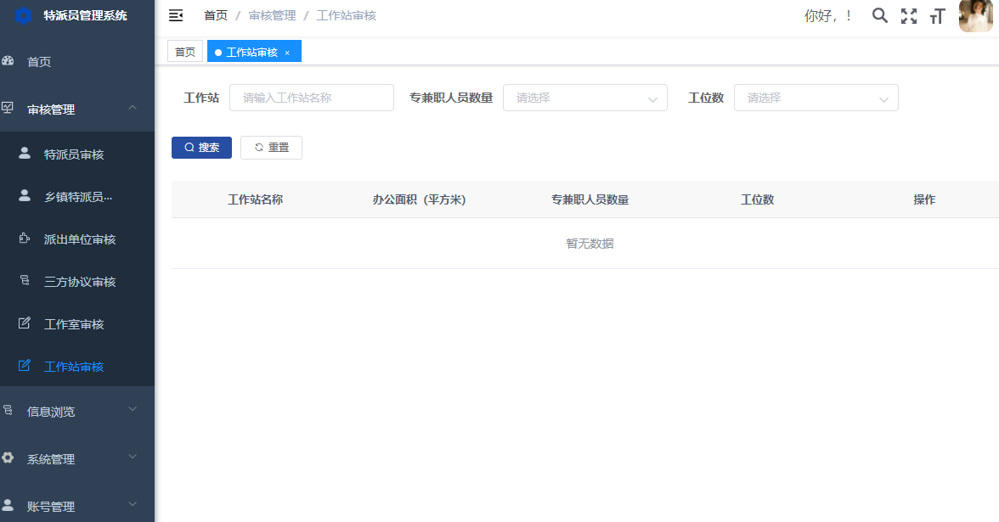 特派员管理系统
首页
审核管理
特派员审核
乡镇特派员...
派出单位审核
三方协议审核
工作室审核
工作站审核
信息浏览
系统管理
账号管理
首页 / 审核管理 / 工作站审核
你好，！
首页
工作站审核 ×
工作站 请输入工作站名称 专兼职人员数量 请选择 工位数 请选择
搜索 重置
工作站名称 办公面积（平方米） 专兼职人员数量 工位数 操作
暂无数据